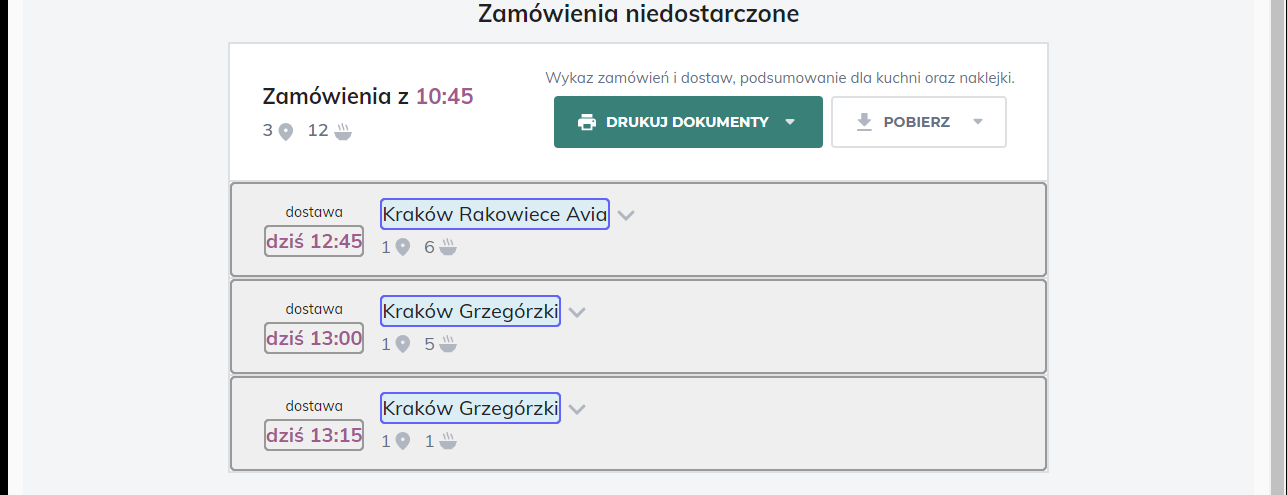 Zamówienia niedostarczone
Wykaz zamówień i dostaw, podsumowanie dla kuchni oraz naklejki.
Zamówienia z 10:45
3 12
DRUKUJ DOKUMENTY
POBIERZ
dostawa
dziś 12:45
Kraków Rakowiece Avia
1 6
dostawa
dziś 13:00
Kraków Grzegórzki
1 5
dostawa
dziś 13:15
Kraków Grzegórzki
1 1